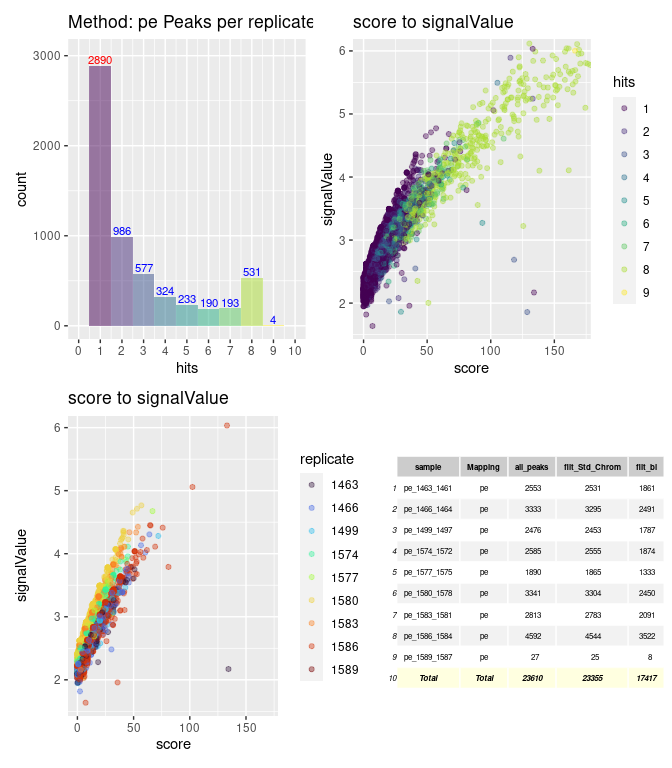 Method: pe Peaks per replicate
2890
986
577
324
233
190
193
531
4
3000
2000
1000
0
count
0 1 2 3 4 5 6 7 8 9 10
hits
score to signalValue
6
5
4
3
2
signalValue
0 50 100 150
score
hits
1
2
3
4
5
6
7
8
9
score to signalValue
6
5
4
3
2
signalValue
0 50 100 150
score
replicate
1463
1466
1499
1574
1577
1580
1583
1586
1589
sample Mapping all_peaks filt_Std_Chrom filt_bl
1 pe_1463_1461 pe 2553 2531 1861
2 pe_1466_1464 pe 3333 3295 2491
3 pe_1499_1497 pe 2476 2453 1787
4 pe_1574_1572 pe 2585 2555 1874
5 pe_1577_1575 pe 1890 1865 1333
6 pe_1580_1578 pe 3341 3304 2450
7 pe_1583_1581 pe 2813 2783 2091
8 pe_1586_1584 pe 4592 4544 3522
9 pe_1589_1587 pe 27 25 8
10 Total Total 23610 23355 17417